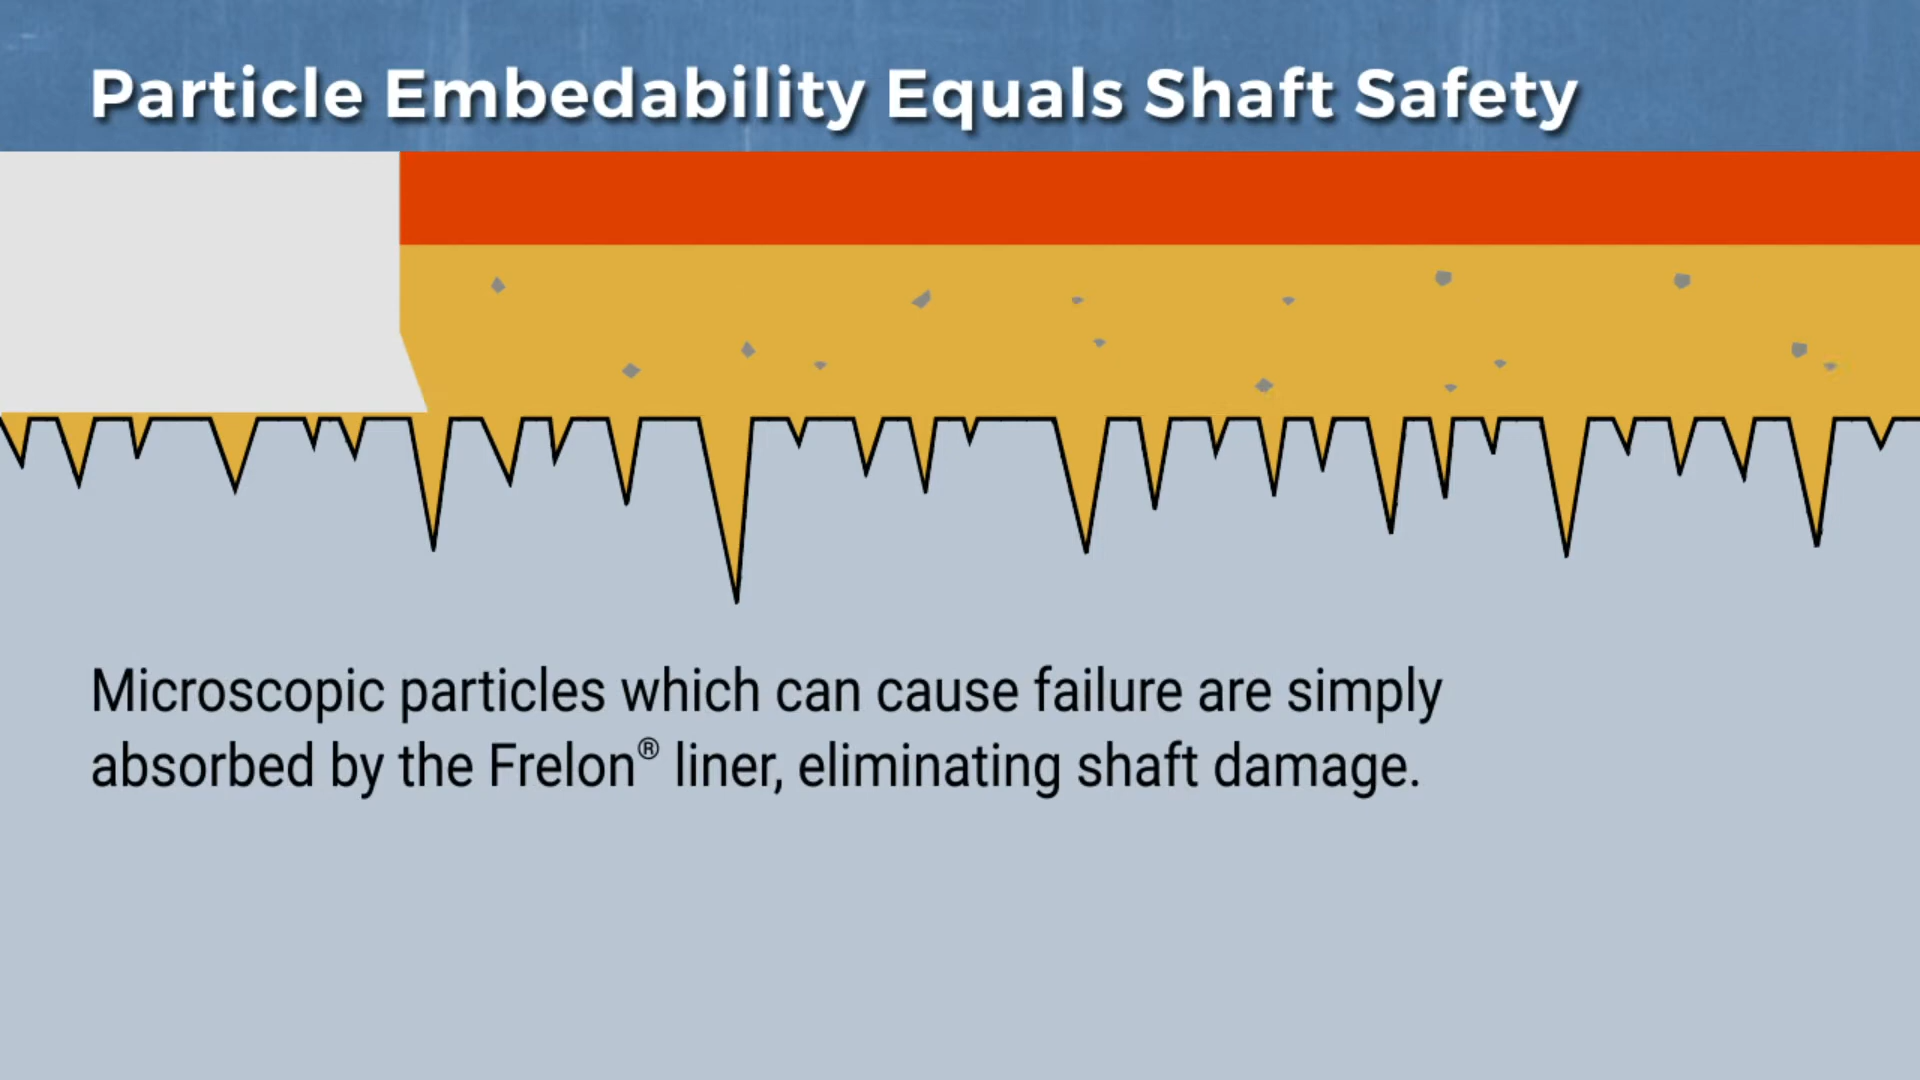 Particle Embedability Equals Shaft Safety
Microscopic particles which can cause failure are simply
absorbed by the Frelon® liner, eliminating shaft damage.